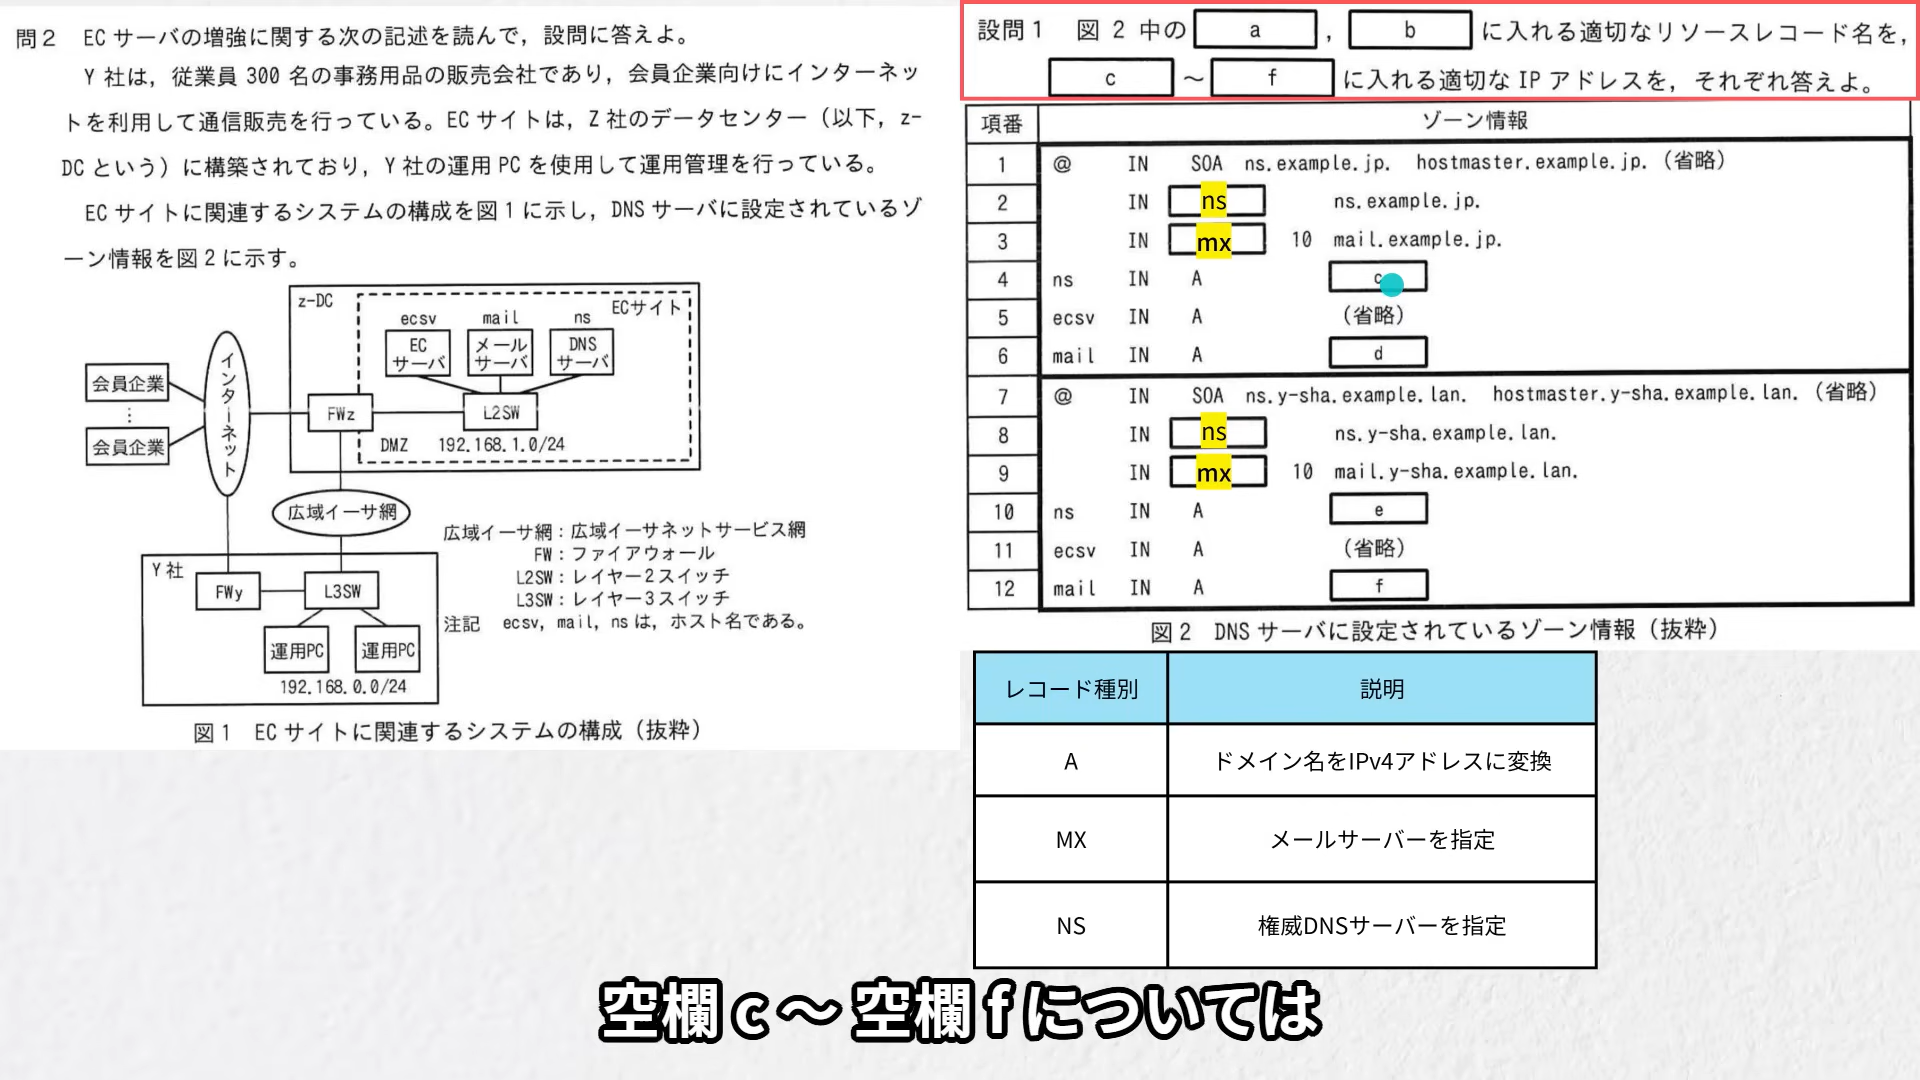 問2 ECサーバの増強に関する次の記述を読んで，設問に答えよ。
Y社は，従業員300名の事務用品の販売会社であり，会員企業向けにインターネッ
トを利用して通信販売を行っている。ECサイトは，Z社のデータセンター（以下，z-
DCという）に構築されており，Y社の運用PCを使用して運用管理を行っている。
ECサイトに関連するシステムの構成を図1に示し，DNSサーバに設定されているゾ
ーン情報を図2に示す。
z-DC
ECサイト
ecsv
mail
ns
EC
サーバ
メール
サーバ
DNS
サーバ
会員企業
⋮
会員企業
インターネット
FWz
L2SW
DMZ 192.168.1.0/24
広域イーサ網
Y社
FWy
L3SW
運用PC
運用PC
192.168.0.0/24
広域イーサ網：広域イーサネットサービス網
FW：ファイアウォール
L2SW：レイヤー2スイッチ
L3SW：レイヤー3スイッチ
注記 ecsv，mail，nsは，ホスト名である。
図1 ECサイトに関連するシステムの構成（抜粋）
設問1 図2中の a ， b に入れる適切なリソースレコード名を，
c ～ f に入れる適切なIPアドレスを，それぞれ答えよ。
項番 ゾーン情報
1 @ IN SOA ns.example.jp. hostmaster.example.jp.（省略）
2 IN ns ns.example.jp.
3 IN mx 10 mail.example.jp.
4 ns IN A c
5 ecsv IN A （省略）
6 mail IN A d
7 @ IN SOA ns.y-sha.example.lan. hostmaster.y-sha.example.lan.（省略）
8 IN ns ns.y-sha.example.lan.
9 IN mx 10 mail.y-sha.example.lan.
10 ns IN A e
11 ecsv IN A （省略）
12 mail IN A f
図2 DNSサーバに設定されているゾーン情報（抜粋）
レコード種別 説明
A ドメイン名をIPv4アドレスに変換
MX メールサーバーを指定
NS 権威DNSサーバーを指定
空欄c～空欄fについては